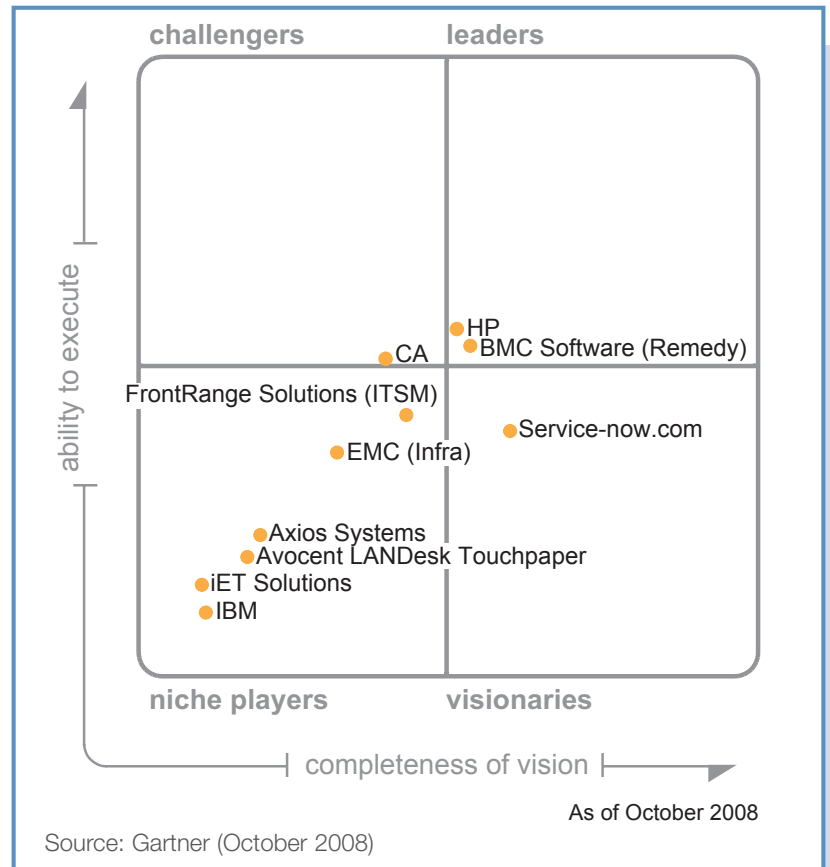 challengers
leaders
ability to execute
HP
BMC Software (Remedy)
CA
FrontRange Solutions (ITSM)
Service-now.com
EMC (Infra)
Axios Systems
Avocent LANDesk Touchpaper
iET Solutions
IBM
niche players
visionaries
completeness of vision
As of October 2008
Source: Gartner (October 2008)